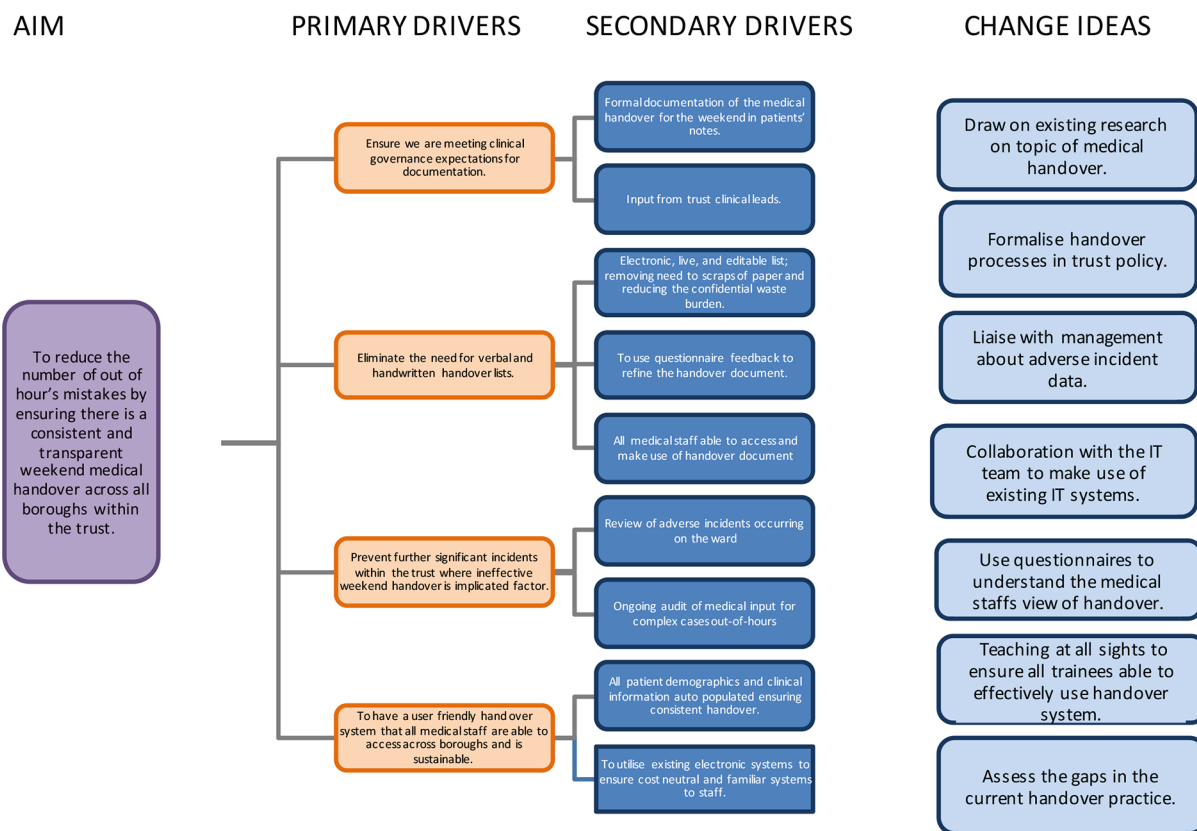 AIM
PRIMARY DRIVERS
SECONDARY DRIVERS
CHANGE IDEAS
To reduce the
number of out of
hour's mistakes by
ensuring there is a
consistent and
transparent
weekend medical
handover across all
boroughs within
the trust.
Ensure we are meeting clinical
governance expectations for
documentation.
Eliminate the need for verbal and
handwritten handover lists.
Prevent further significant incidents
within the trust where ineffective
weekend handover is implicated factor.
To have a user friendly hand over
system that all medical staff are able to
access across boroughs and is
sustainable.
Formal documentation of the medical
handover for the weekend in patients'
notes.
Input from trust clinical leads.
Electronic, live, and editable list;
removing need to scraps of paper and
reducing the confidential waste
burden.
To use questionnaire feedback to
refine the handover document.
All medical staff able to access and
make use of handover document
Review of adverse incidents occurring
on the ward
Ongoing audit of medical input for
complex cases out-of-hours
All patient demographics and clinical
information auto populated ensuring
consistent handover.
To utilise existing electronic systems to
ensure cost neutral and familiar systems
to staff.
Draw on existing research
on topic of medical
handover.
Formalise handover
processes in trust policy.
Liaise with management
about adverse incident
data.
Collaboration with the IT
team to make use of
existing IT systems.
Use questionnaires to
understand the medical
staffs view of handover.
Teaching at all sights to
ensure all trainees able to
effectively use handover
system.
Assess the gaps in the
current handover practice.